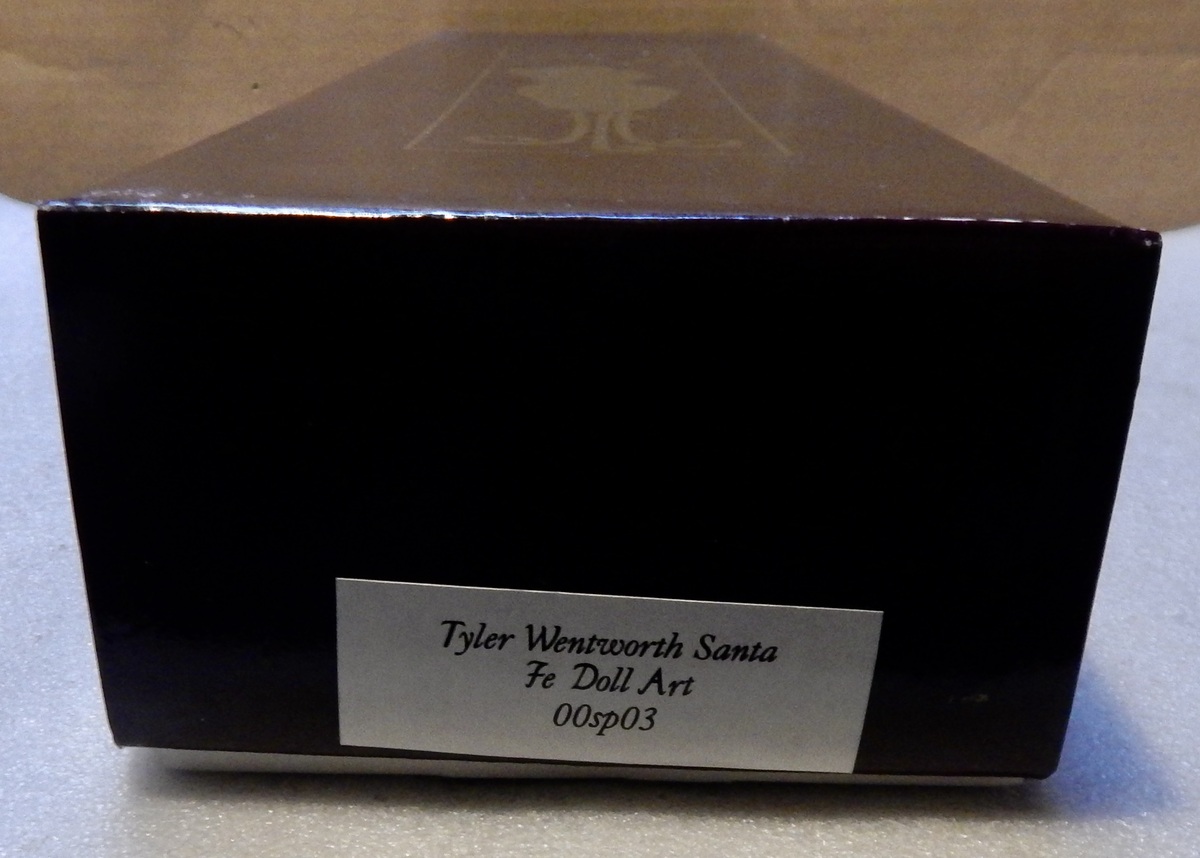 Tyler Wentworth Santa
Fe Doll Art
00sp03